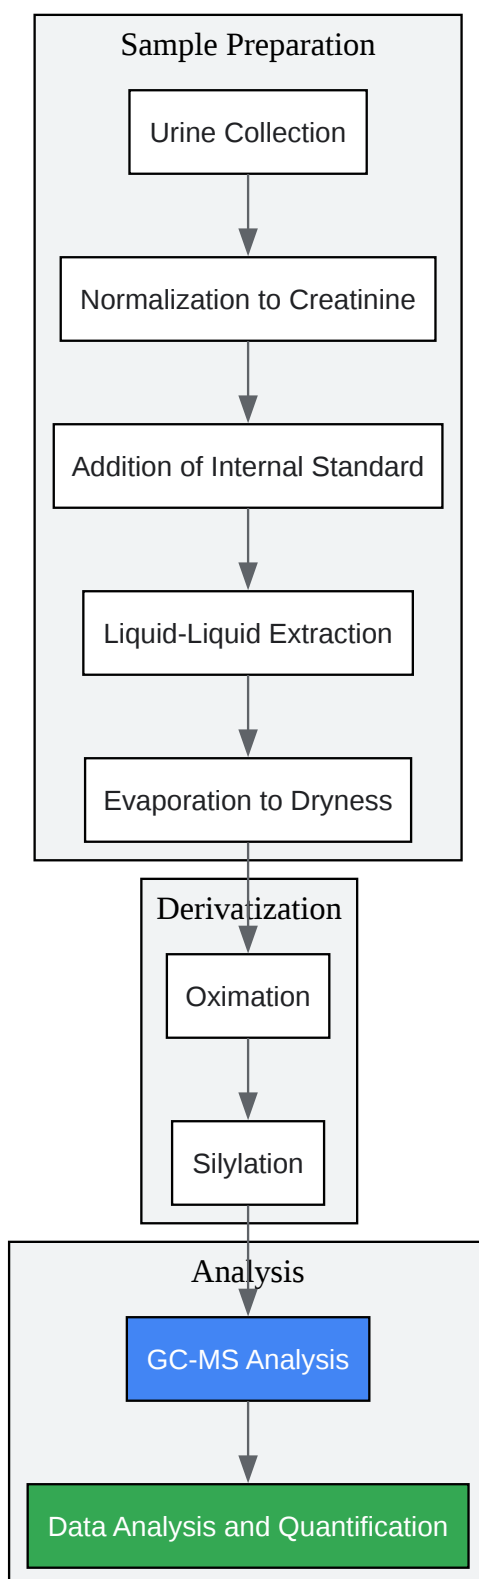 Sample Preparation
Urine Collection
Normalization to Creatinine
Addition of Internal Standard
Liquid-Liquid Extraction
Evaporation to Dryness
Derivatization
Oximation
Silylation
Analysis
GC-MS Analysis
Data Analysis and Quantification